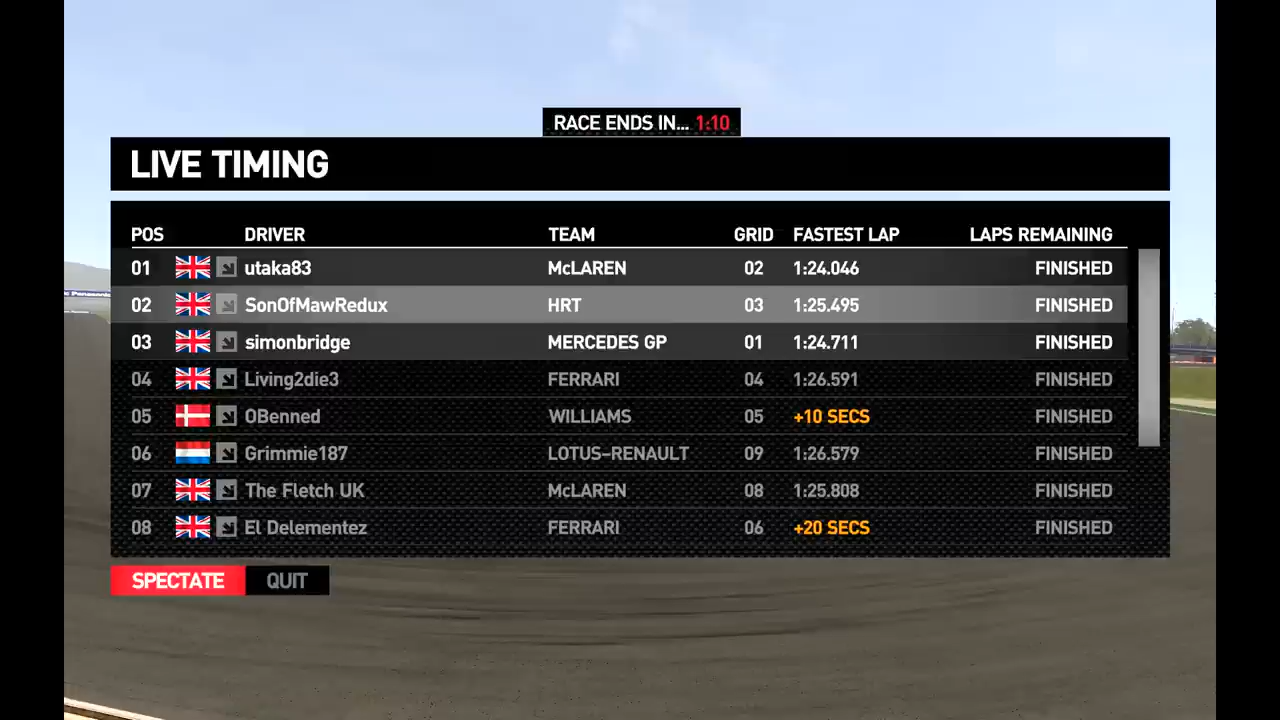 RACE ENDS IN... 1:10
LIVE TIMING
POS DRIVER TEAM GRID FASTEST LAP LAPS REMAINING
01 utaka83 McLAREN 02 1:24.046 FINISHED
02 SonOfMawRedux HRT 03 1:25.495 FINISHED
03 simonbridge MERCEDES GP 01 1:24.711 FINISHED
04 Living2die3 FERRARI 04 1:26.591 FINISHED
05 OBenned WILLIAMS 05 +10 SECS FINISHED
06 Grimmie187 LOTUS-RENAULT 09 1:26.579 FINISHED
07 The Fletch UK McLAREN 08 1:25.808 FINISHED
08 El Delementez FERRARI 06 +20 SECS FINISHED
SPECTATE QUIT
Panasonic